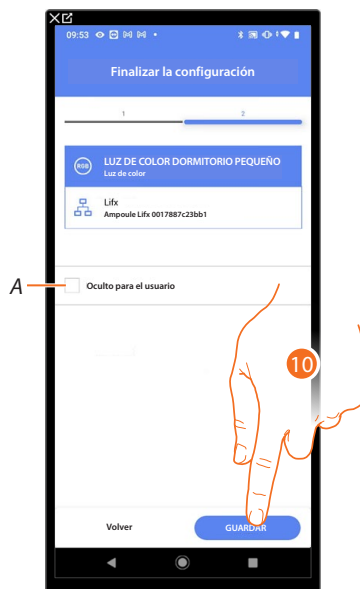 09:53
Finalizar la configuración
1 2
RGB
LUZ DE COLOR DORMITORIO PEQUEÑO
Luz de color
Lifx
Ampoule Lifx 0017887c23bb1
A
Oculto para el usuario
10
Volver
GUARDAR